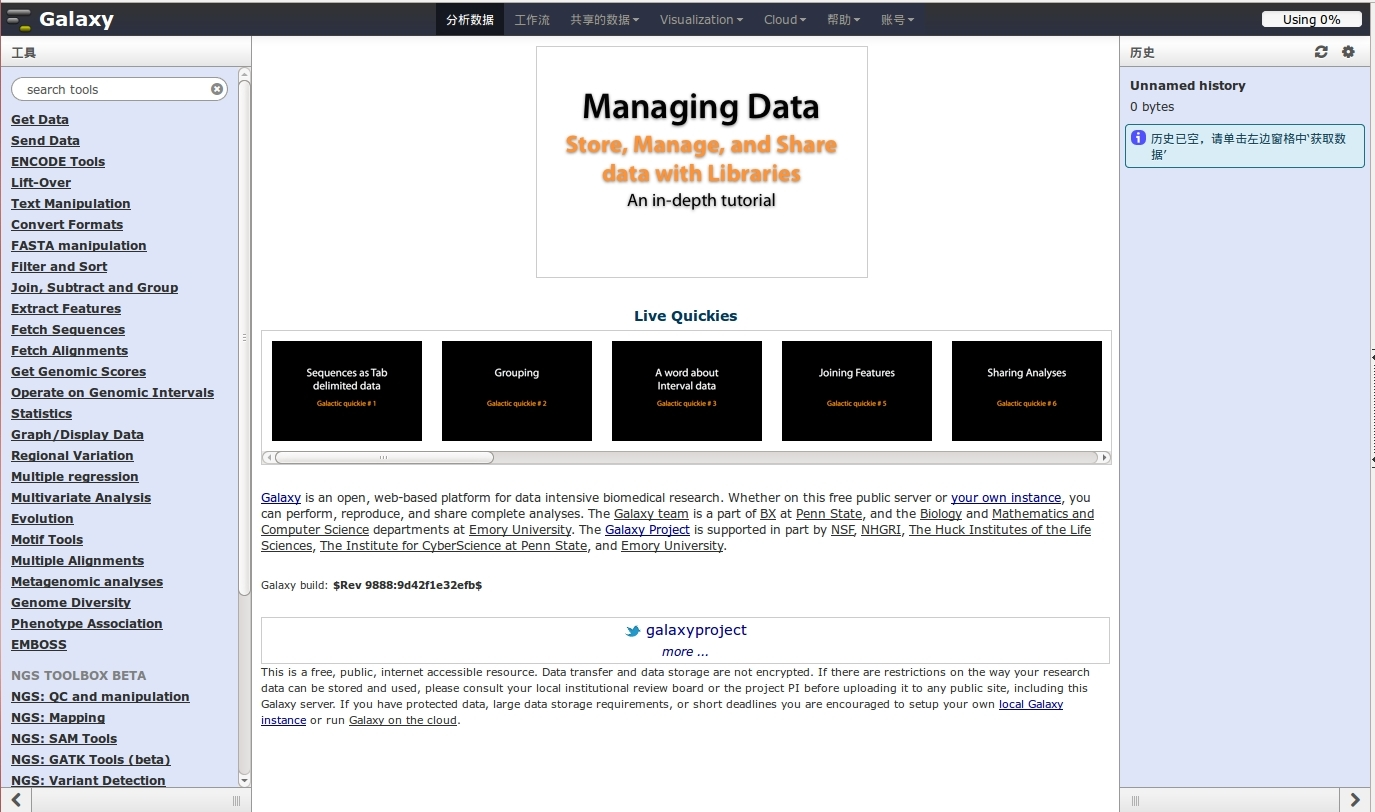 Galaxy
分析数据 工作流 共享的数据 Visualization Cloud 帮助 账号
Using 0%
工具
search tools
Get Data
Send Data
ENCODE Tools
Lift-Over
Text Manipulation
Convert Formats
FASTA manipulation
Filter and Sort
Join, Subtract and Group
Extract Features
Fetch Sequences
Fetch Alignments
Get Genomic Scores
Operate on Genomic Intervals
Statistics
Graph/Display Data
Regional Variation
Multiple regression
Multivariate Analysis
Evolution
Motif Tools
Multiple Alignments
Metagenomic analyses
Genome Diversity
Phenotype Association
EMBOSS
NGS TOOLBOX BETA
NGS: QC and manipulation
NGS: Mapping
NGS: SAM Tools
NGS: GATK Tools (beta)
NGS: Variant Detection
Managing Data
Store, Manage, and Share
data with Libraries
An in-depth tutorial
Live Quickies
Sequences as Tab
delimited data
Galactic quickie # 1
Grouping
Galactic quickie # 2
A word about
Interval data
Galactic quickie # 3
Joining Features
Galactic quickie # 5
Sharing Analyses
Galactic quickie # 6
Galaxy is an open, web-based platform for data intensive biomedical research. Whether on this free public server or your own instance, you
can perform, reproduce, and share complete analyses. The Galaxy team is a part of BX at Penn State, and the Biology and Mathematics and
Computer Science departments at Emory University. The Galaxy Project is supported in part by NSF, NHGRI, The Huck Institutes of the Life
Sciences, The Institute for CyberScience at Penn State, and Emory University.
Galaxy build: $Rev 9888:9d42f1e32efb$
galaxyproject
more ...
This is a free, public, internet accessible resource. Data transfer and data storage are not encrypted. If there are restrictions on the way your research
data can be stored and used, please consult your local institutional review board or the project PI before uploading it to any public site, including this
Galaxy server. If you have protected data, large data storage requirements, or short deadlines you are encouraged to setup your own local Galaxy
instance or run Galaxy on the cloud.
历史
Unnamed history
0 bytes
历史已空，请单击左边窗格中‘获取数
据’